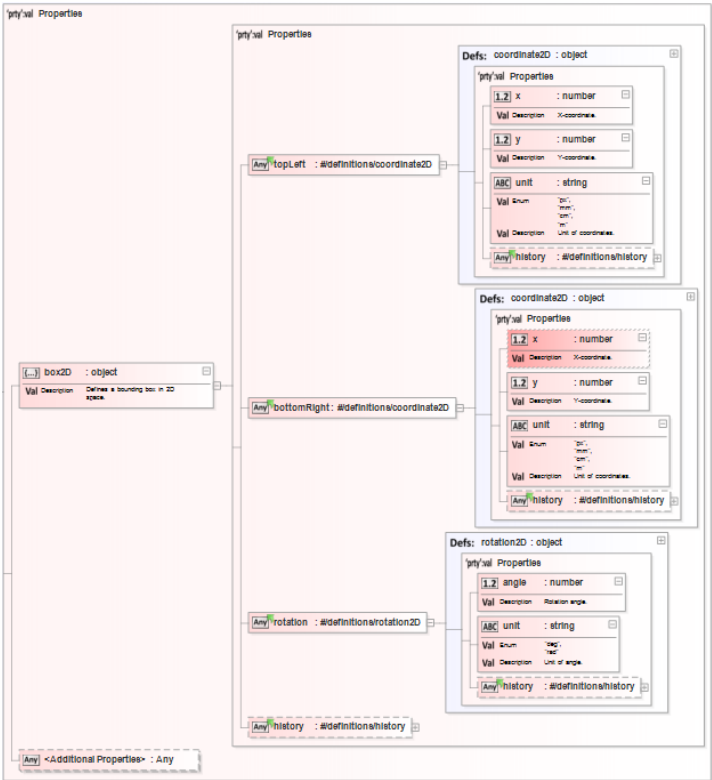 'prty':val Properties
'prty':val Properties
Defs: coordinate2D : object
'prty':val Properties
1.2 x : number
Val Description X-coordinate.
1.2 y : number
Val Description Y-coordinate.
Any topLeft : #/definitions/coordinate2D
ABC unit : string
Val Enum "px",
"mm",
"cm",
"m"
Val Description Unit of coordinates.
Any history : #/definitions/history
Defs: coordinate2D : object
'prty':val Properties
1.2 x : number
Val Description X-coordinate.
{...} box2D : object
Val Description Defines a bounding box in 2D
space.
1.2 y : number
Val Description Y-coordinate.
Any bottomRight : #/definitions/coordinate2D
ABC unit : string
Val Enum "px",
"mm",
"cm",
"m"
Val Description Unit of coordinates.
Any history : #/definitions/history
Defs: rotation2D : object
'prty':val Properties
1.2 angle : number
Val Description Rotation angle.
Any rotation : #/definitions/rotation2D
ABC unit : string
Val Enum "deg",
"rad"
Val Description Unit of angle.
Any history : #/definitions/history
Any history : #/definitions/history
Any <Additional Properties> : Any